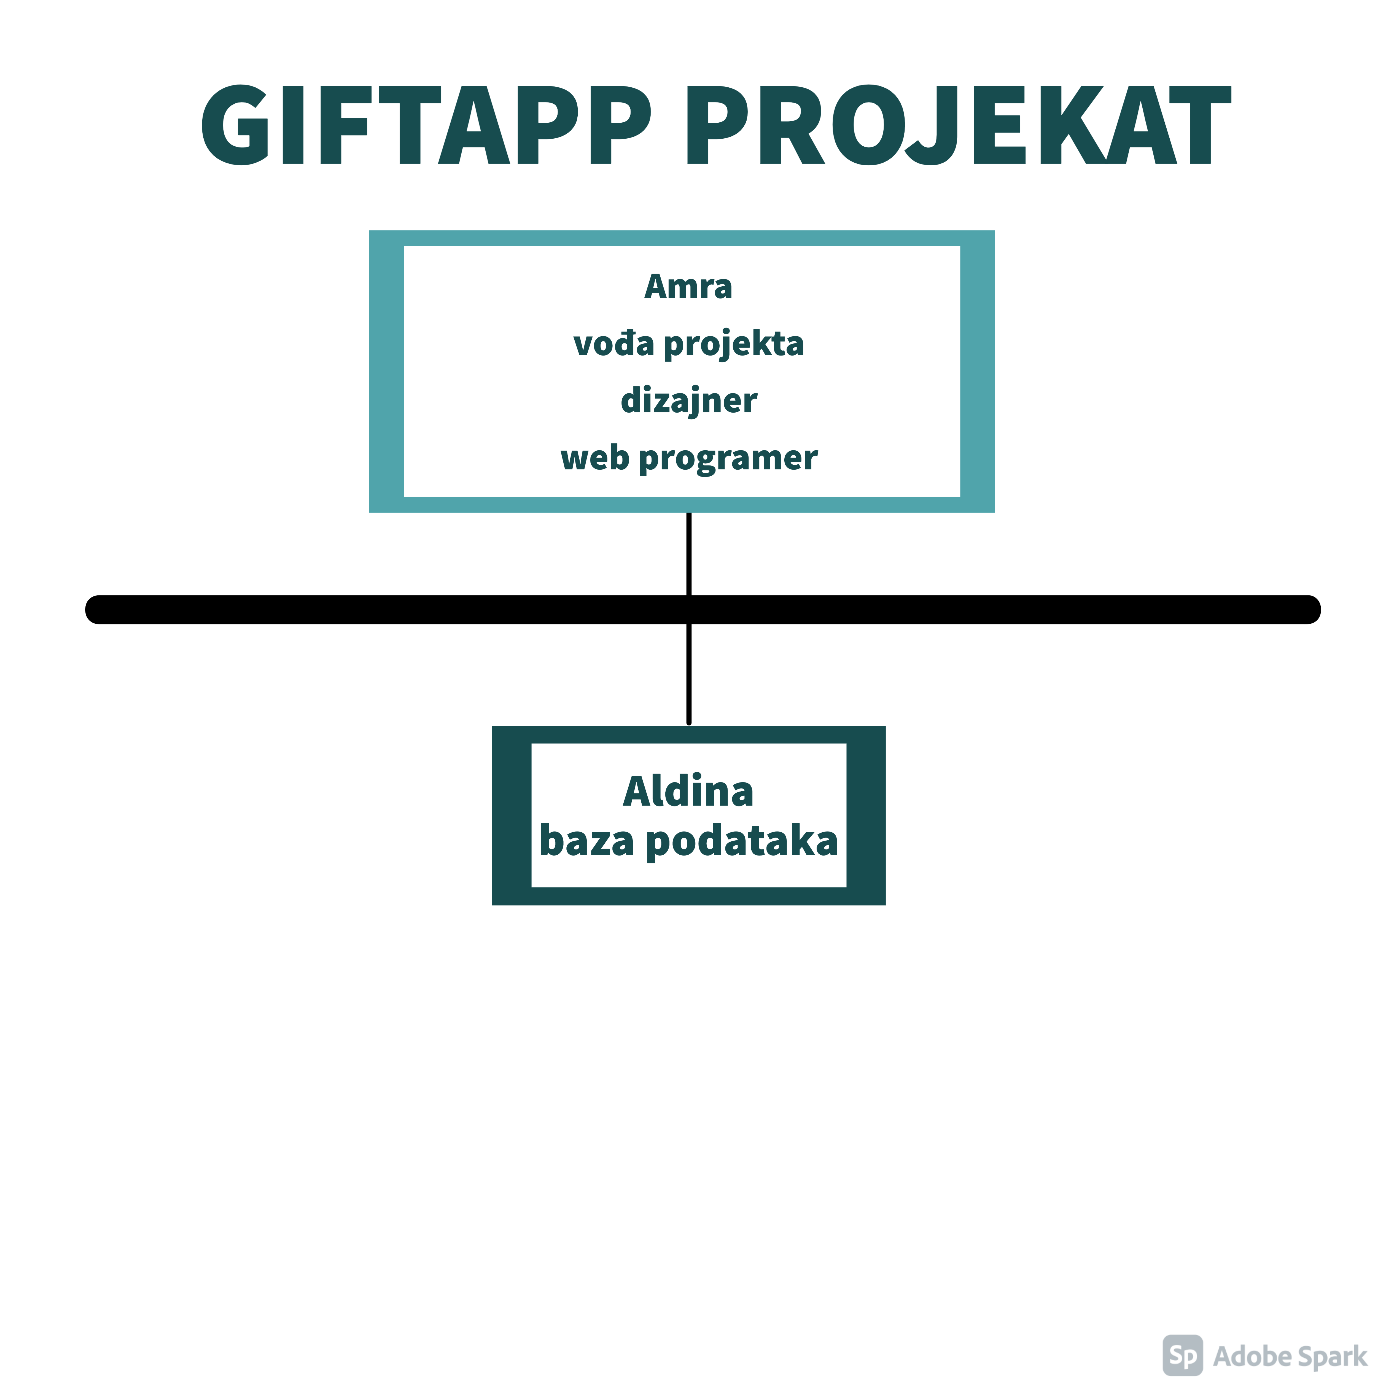 GIFTAPP PROJEKAT
Amra
vođa projekta
dizajner
web programer
Aldina
baza podataka
Sp Adobe Spark